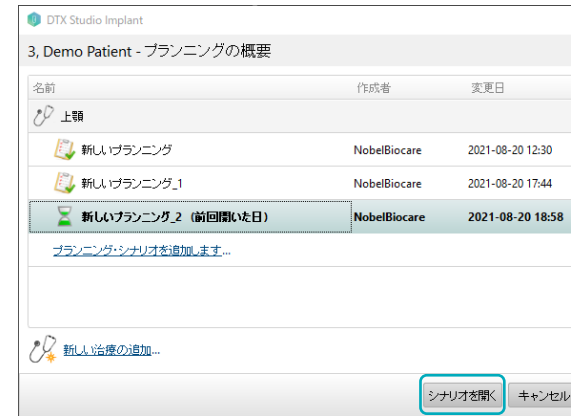 DTX Studio Implant
3, Demo Patient - プランニングの概要
名前 作成者 変更日
上顎
新しいプランニング NobelBiocare 2021-08-20 12:30
新しいプランニング_1 NobelBiocare 2021-08-20 17:44
新しいプランニング_2 (前回開いた日) NobelBiocare 2021-08-20 18:58
プランニング・シナリオを追加します...
新しい治療の追加...
シナリオを開く キャンセル